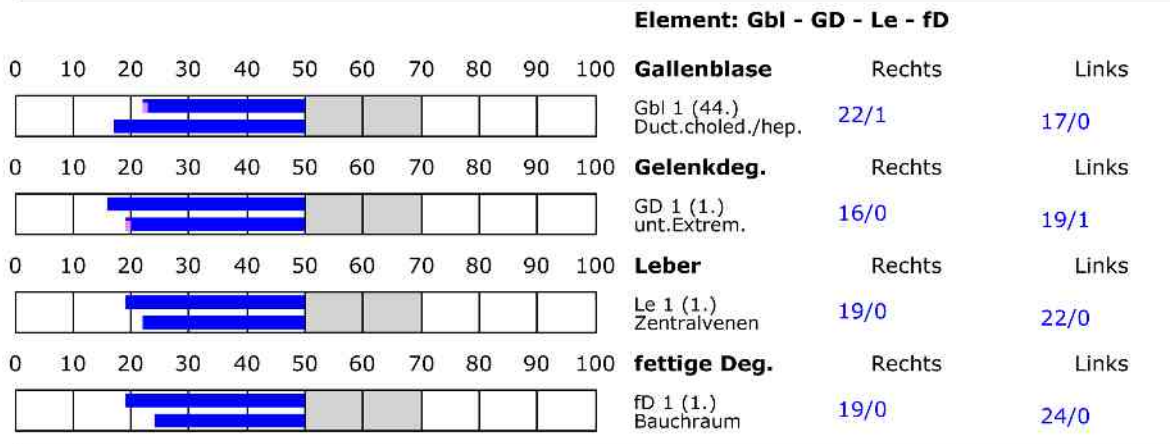 Element: Gbl - GD - Le - fD
0 10 20 30 40 50 60 70 80 90 100 Gallenblase Rechts Links
Gbl 1 (44.) 22/1 17/0
Duct.choled./hep.
0 10 20 30 40 50 60 70 80 90 100 Gelenkdeg. Rechts Links
GD 1 (1.) 16/0 19/1
unt.Extrem.
0 10 20 30 40 50 60 70 80 90 100 Leber Rechts Links
Le 1 (1.) 19/0 22/0
Zentralvenen
0 10 20 30 40 50 60 70 80 90 100 fettige Deg. Rechts Links
fD 1 (1.) 19/0 24/0
Bauchraum